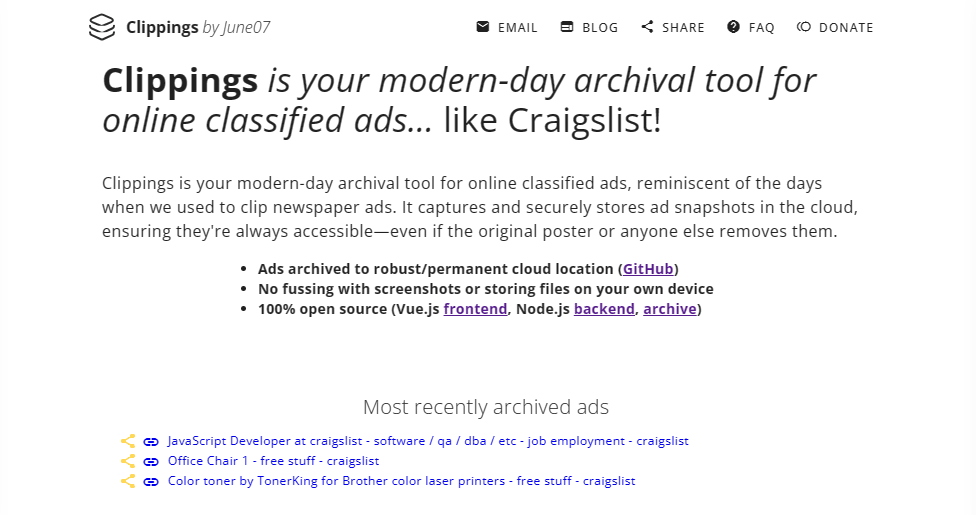 Clippings by June07
EMAIL BLOG SHARE FAQ DONATE
Clippings is your modern-day archival tool for
online classified ads... like Craigslist!
Clippings is your modern-day archival tool for online classified ads, reminiscent of the days
when we used to clip newspaper ads. It captures and securely stores ad snapshots in the cloud,
ensuring they're always accessible—even if the original poster or anyone else removes them.
• Ads archived to robust/permanent cloud location (GitHub)
• No fussing with screenshots or storing files on your own device
• 100% open source (Vue.js frontend, Node.js backend, archive)
Most recently archived ads
JavaScript Developer at craigslist - software / qa / dba / etc - job employment - craigslist
Office Chair 1 - free stuff - craigslist
Color toner by TonerKing for Brother color laser printers - free stuff - craigslist